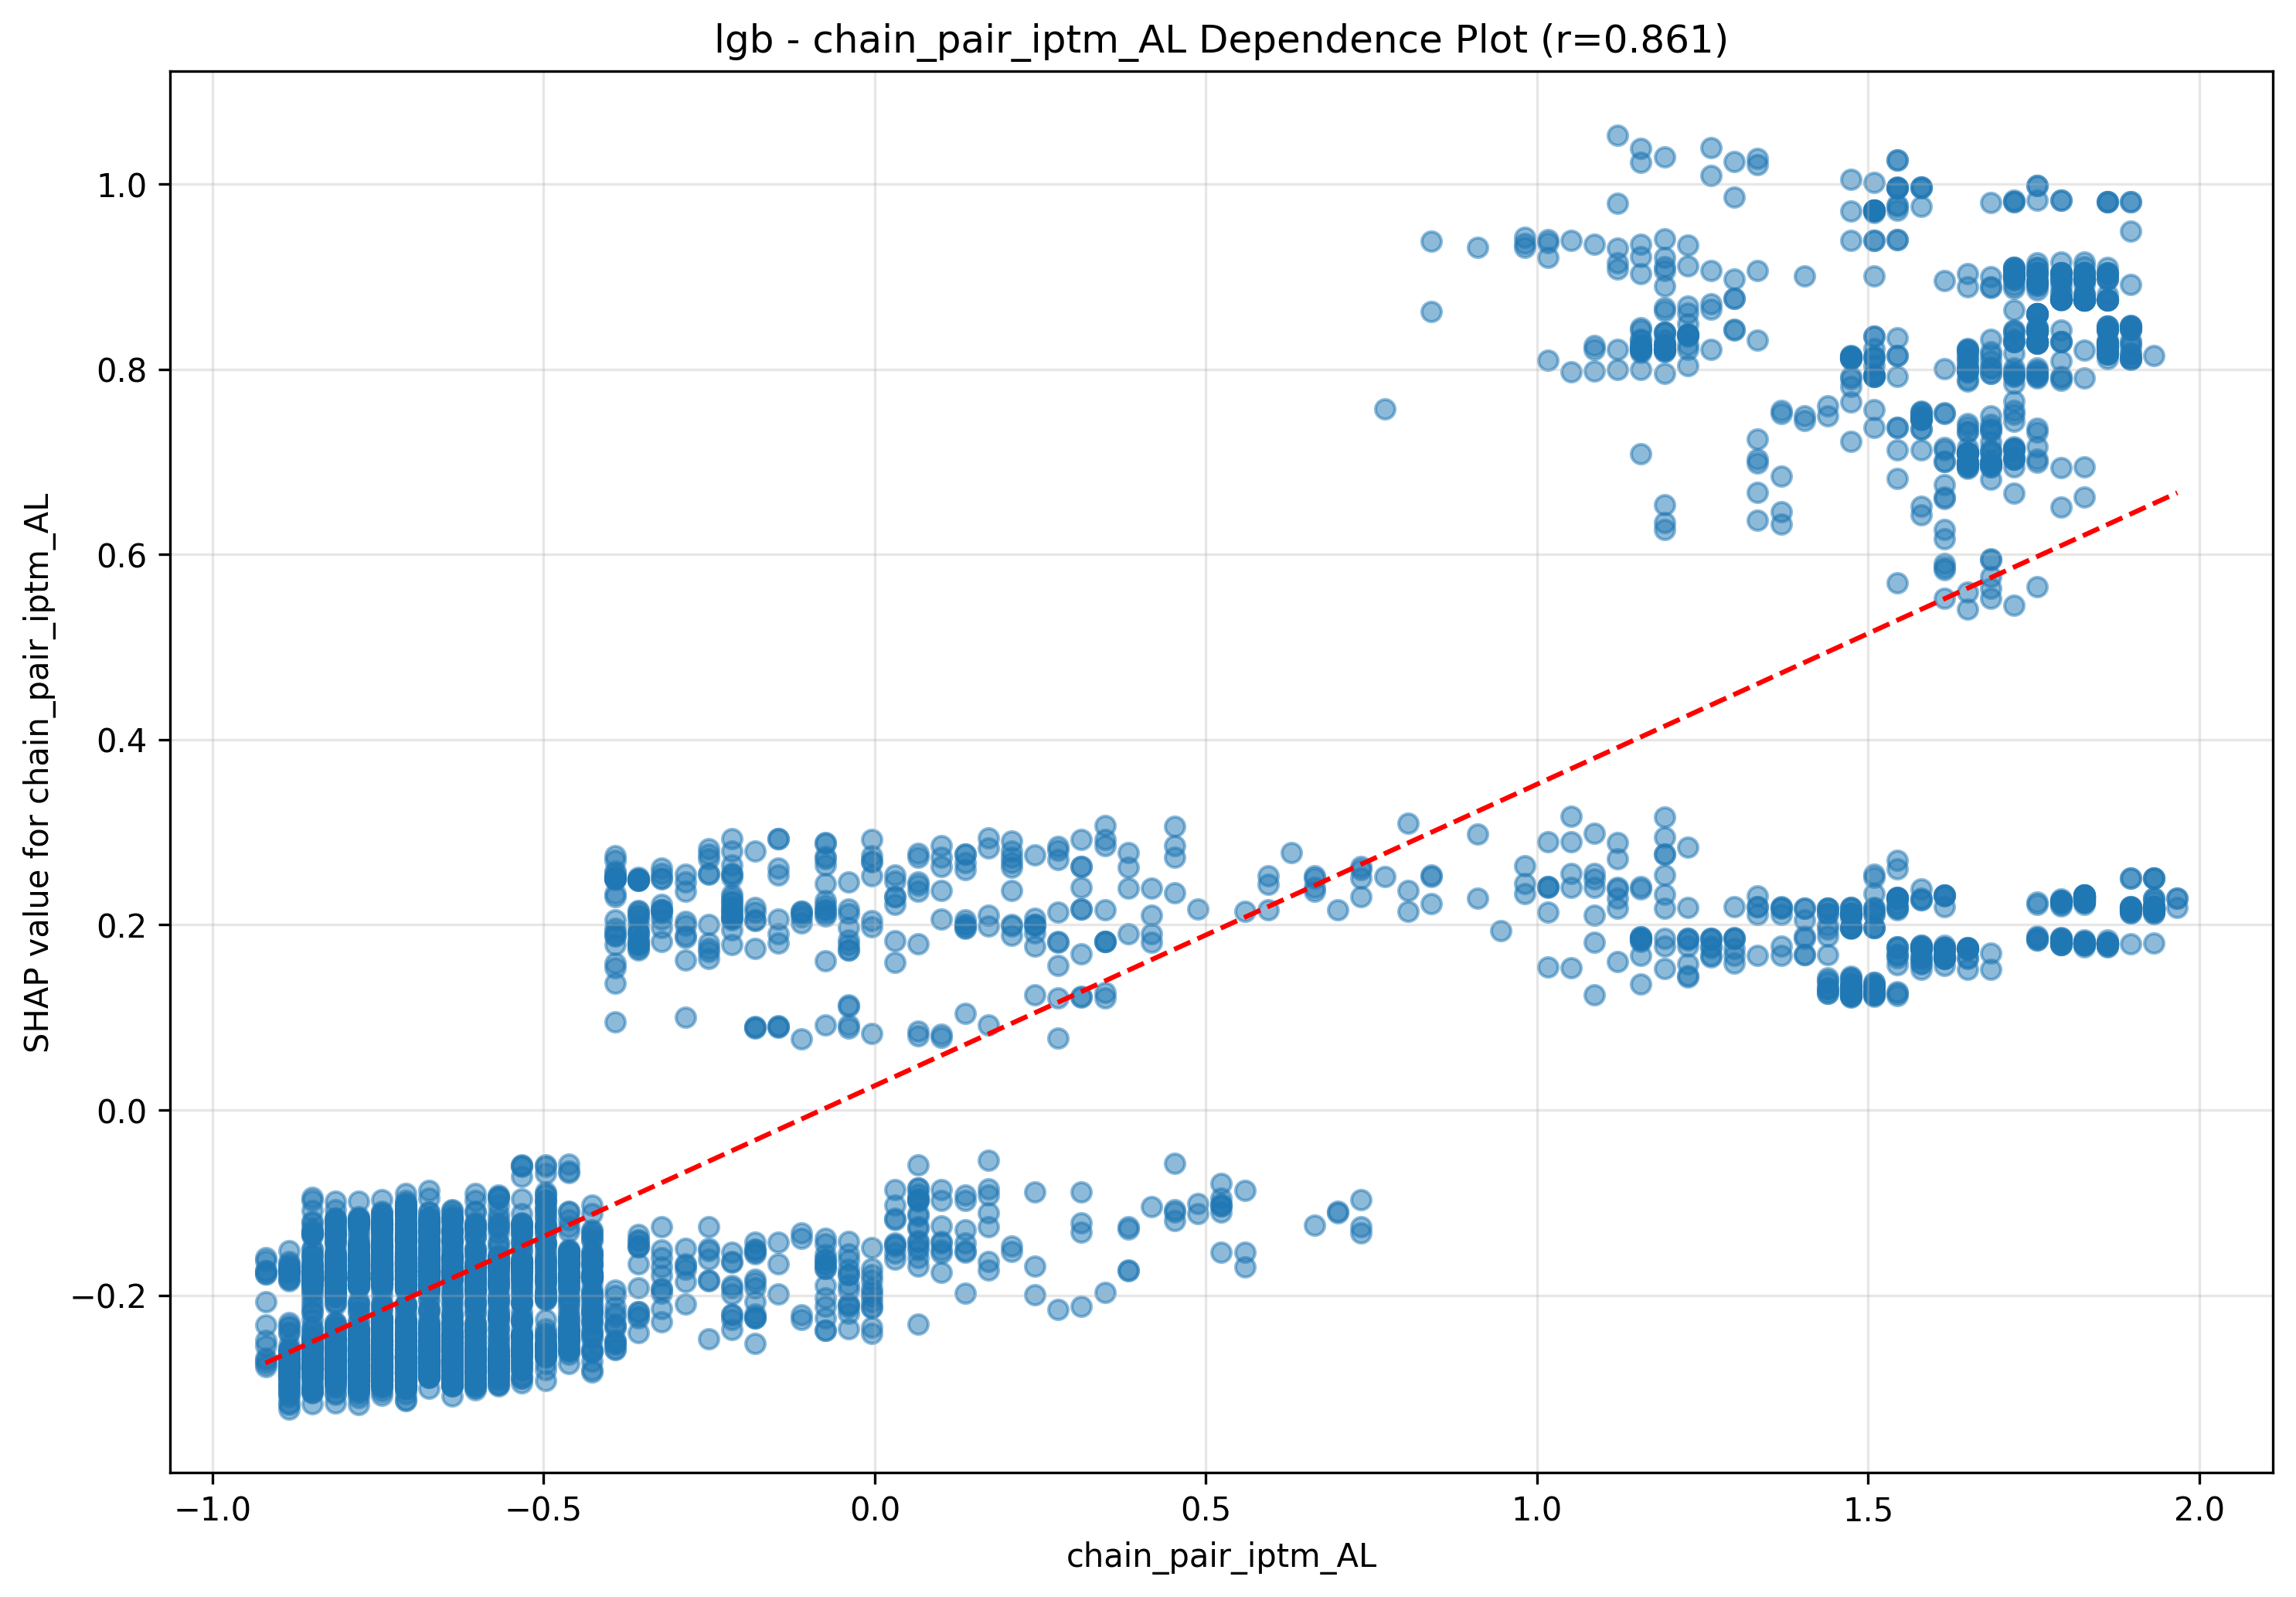 lgb - chain_pair_iptm_AL Dependence Plot (r=0.861)
SHAP value for chain_pair_iptm_AL
1.0
0.8
0.6
0.4
0.2
0.0
−0.2
−1.0 −0.5 0.0 0.5 1.0 1.5 2.0
chain_pair_iptm_AL